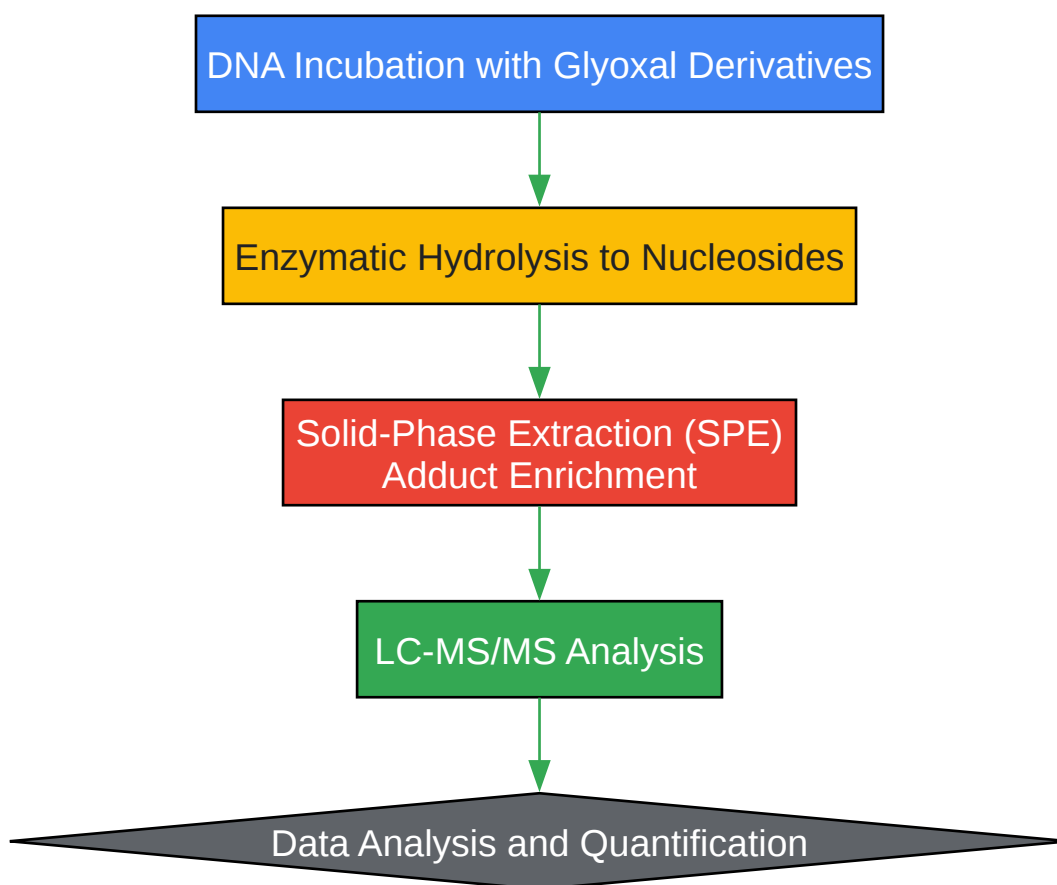 DNA Incubation with Glyoxal Derivatives
Enzymatic Hydrolysis to Nucleosides
Solid-Phase Extraction (SPE)
Adduct Enrichment
LC-MS/MS Analysis
Data Analysis and Quantification